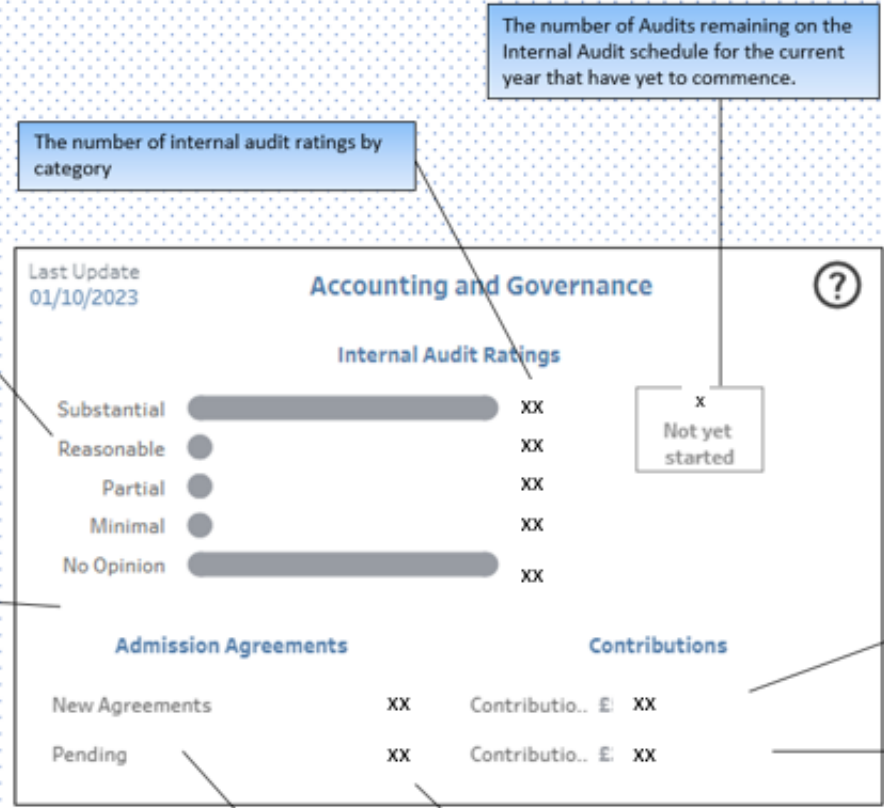 The number of Audits remaining on the
Internal Audit schedule for the current
year that have yet to commence.
The number of internal audit ratings by
category
Last Update
01/10/2023
Accounting and Governance
?
Internal Audit Ratings
Substantial XX
Reasonable XX
Partial XX
Minimal XX
No Opinion XX
x
Not yet
started
Admission Agreements
New Agreements XX
Pending XX
Contributions
Contributio.. £ XX
Contributio.. £ XX